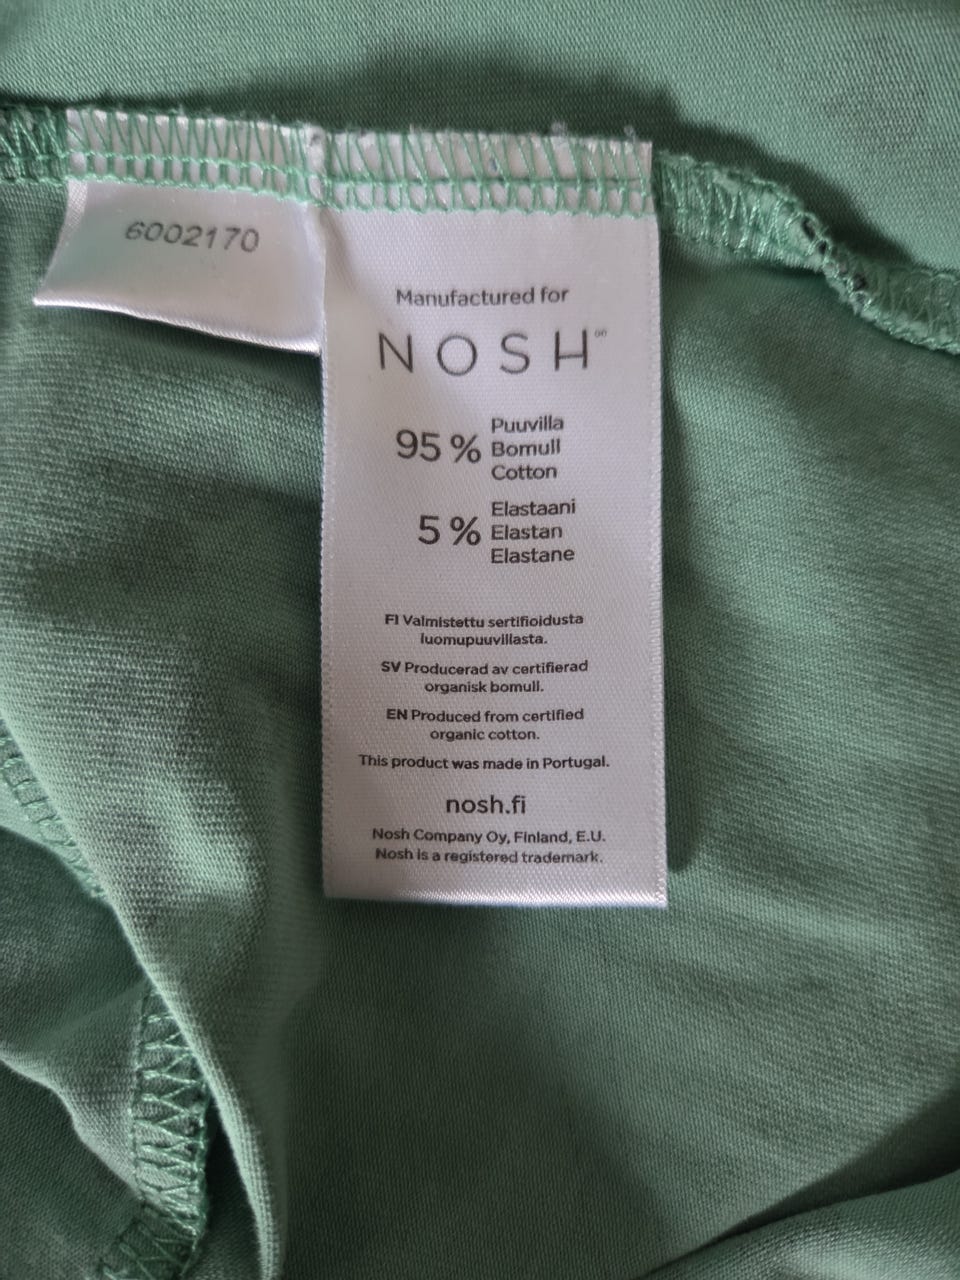 6002170
Manufactured for
NOSH
95 % Puuvilla
Bomull
Cotton
5 % Elastaani
Elastan
Elastane
FI Valmistettu sertifioidusta
luomupuuvillasta.
SV Producerad av certifierad
organisk bomull.
EN Produced from certified
organic cotton.
This product was made in Portugal.
nosh.fi
Nosh Company Oy, Finland, E.U.
Nosh is a registered trademark.